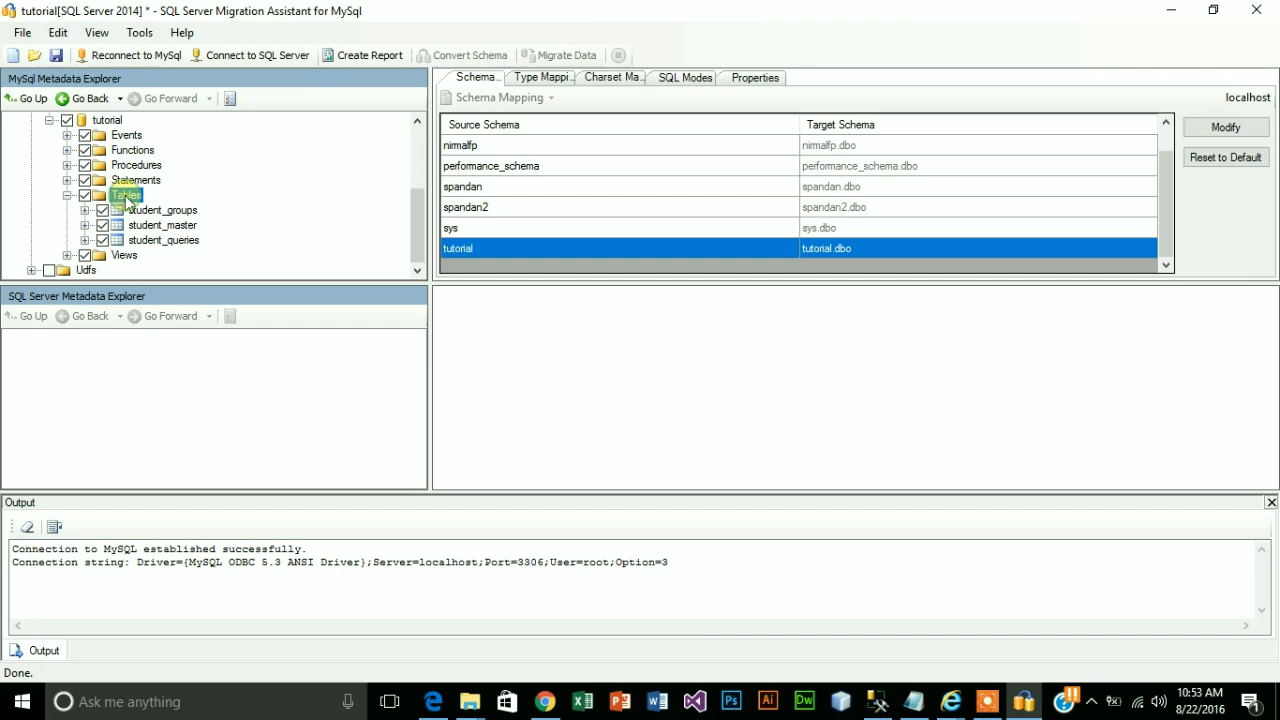 tutorial[SQL Server 2014] * - SQL Server Migration Assistant for MySql
File Edit View Tools Help
Reconnect to MySql Connect to SQL Server Create Report Convert Schema Migrate Data
MySql Metadata Explorer
Go Up Go Back Go Forward
tutorial
Events
Functions
Procedures
Statements
Tables
student_groups
student_master
student_queries
Views
Udfs
Schema... Type Mappi... Charset Ma... SQL Modes Properties
Schema Mapping
localhost
Source Schema Target Schema
nirmalfp nirmalfp.dbo
perfomance_schema perfomance_schema.dbo
spandan spandan.dbo
spandan2 spandan2.dbo
sys sys.dbo
tutorial tutorial.dbo
Modify
Reset to Default
SQL Server Metadata Explorer
Go Up Go Back Go Forward
Output
Connection to MySQL established successfully.
Connection string: Driver={MySQL ODBC 5.3 ANSI Driver};Server=localhost;Port=3306;User=root;Option=3
Output
Done.
Ask me anything
10:53 AM
8/22/2016